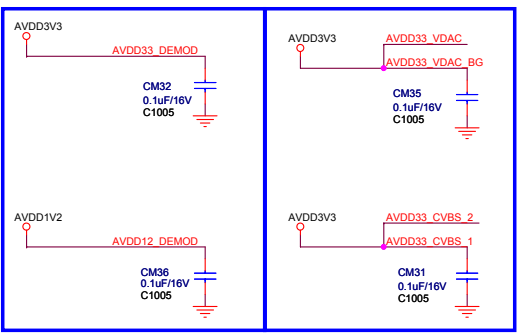 AVDD3V3
AVDD33_DEMOD
CM32
0.1uF/16V
C1005
AVDD3V3
AVDD33_VDAC
AVDD33_VDAC_BG
CM35
0.1uF/16V
C1005
AVDD1V2
AVDD12_DEMOD
CM36
0.1uF/16V
C1005
AVDD3V3
AVDD33_CVBS_2
AVDD33_CVBS_1
CM31
0.1uF/16V
C1005